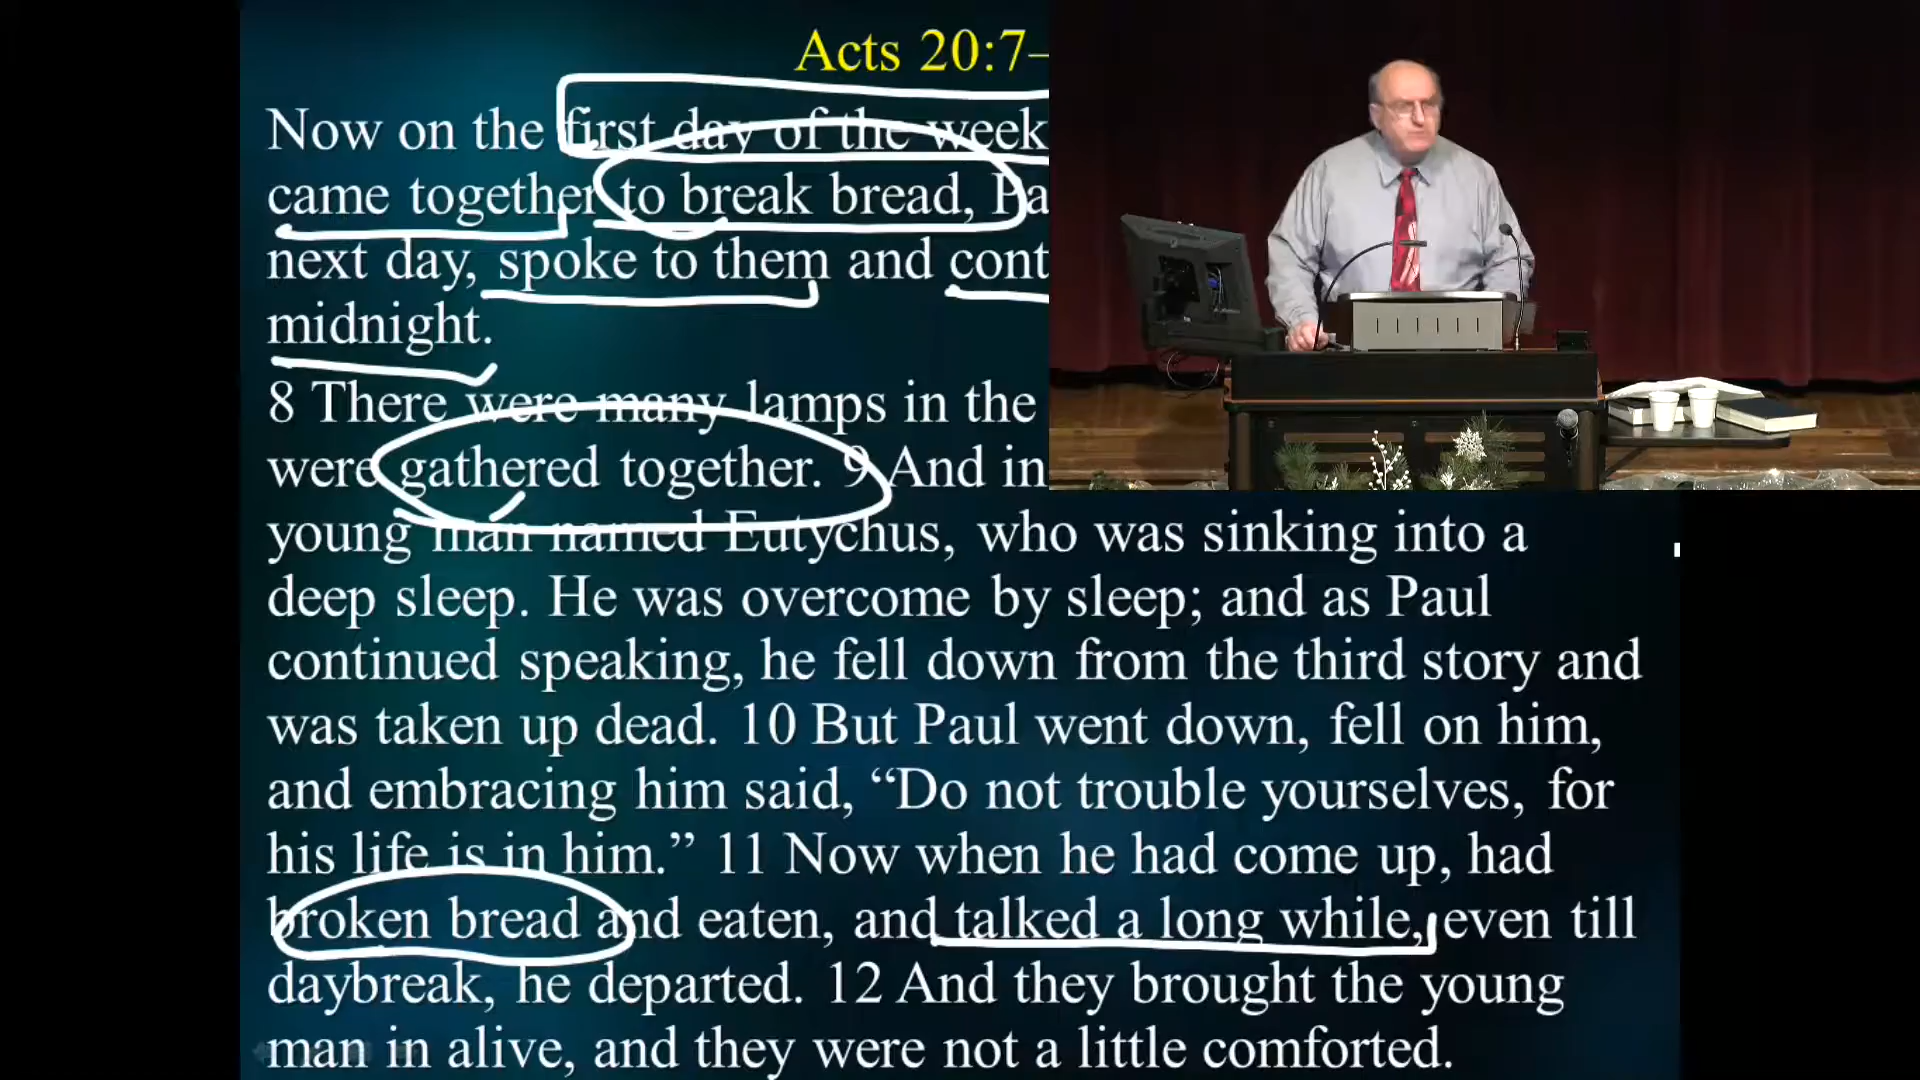 Acts 20:7–
Now on the first day of the week
came together to break bread, Pa
next day, spoke to them and cont
midnight.
8 There were many lamps in the
were gathered together. 9 And in
young man named Eutychus, who was sinking into a
deep sleep. He was overcome by sleep; and as Paul
continued speaking, he fell down from the third story and
was taken up dead. 10 But Paul went down, fell on him,
and embracing him said, “Do not trouble yourselves, for
his life is in him.” 11 Now when he had come up, had
broken bread and eaten, and talked a long while, even till
daybreak, he departed. 12 And they brought the young
man in alive, and they were not a little comforted.